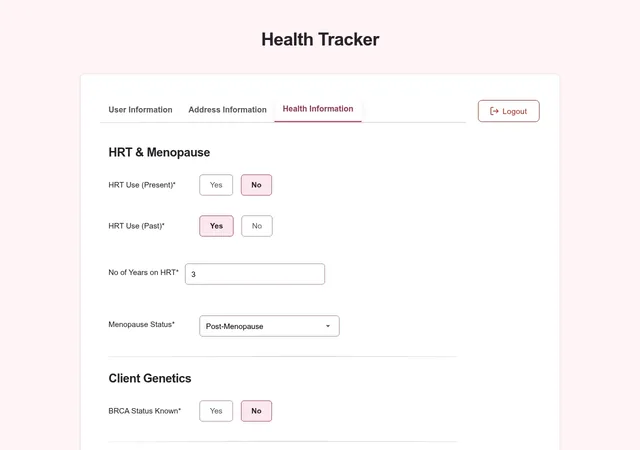 Health Tracker
User Information Address Information Health Information Logout
HRT & Menopause
HRT Use (Present)* Yes No
HRT Use (Past)* Yes No
No of Years on HRT* 3
Menopause Status* Post-Menopause
Client Genetics
BRCA Status Known* Yes No